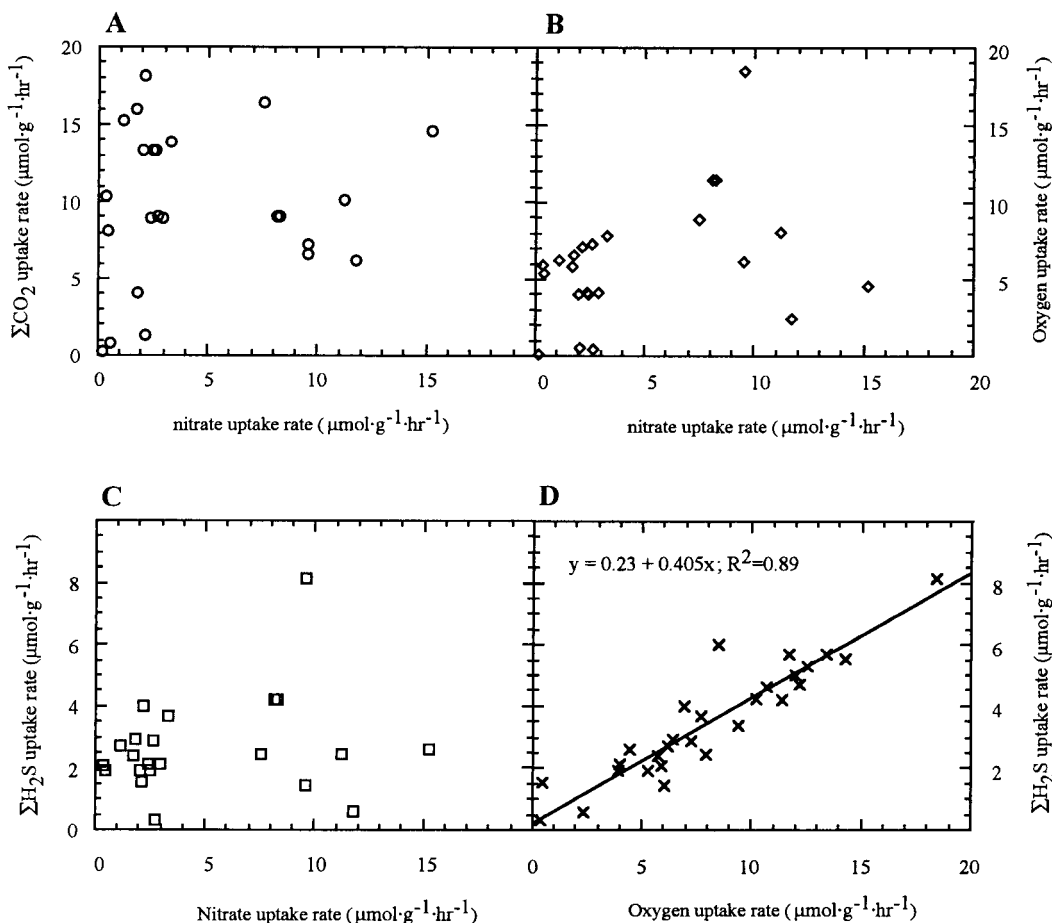 A
B
20
15
10
5
0
ΣCO2 uptake rate (μmol·g-1·hr-1)
0 5 10 15
nitrate uptake rate (μmol·g-1·hr-1)
20
15
10
5
Oxygen uptake rate (μmol·g-1·hr-1)
0 5 10 15 20
nitrate uptake rate (μmol·g-1·hr-1)
C
D
8
6
4
2
0
ΣH2S uptake rate (μmol·g-1·hr-1)
0 5 10 15
Nitrate uptake rate (μmol·g-1·hr-1)
y = 0.23 + 0.405x; R2=0.89
8
6
4
2
ΣH2S uptake rate (μmol·g-1·hr-1)
0 5 10 15 20
Oxygen uptake rate (μmol·g-1·hr-1)